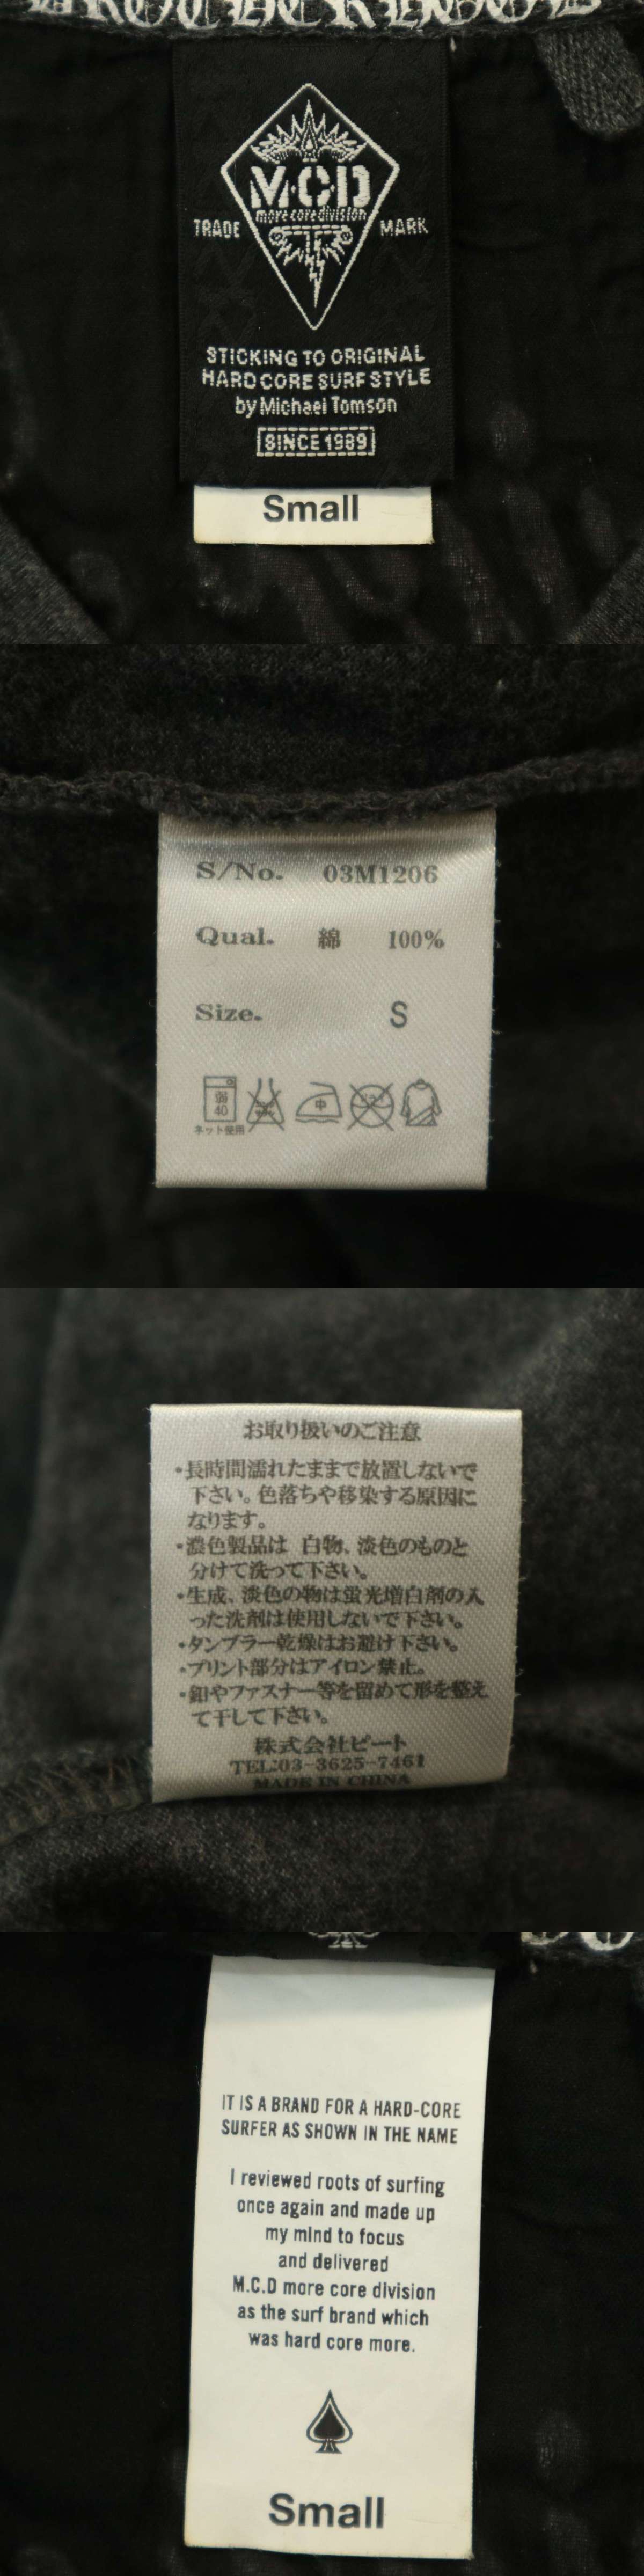 BROTHERHOOD
M.C.D
more core division
TRADE MARK
STICKING TO ORIGINAL
HARD CORE SURF STYLE
by Michael Tomson
SINCE 1989
Small
S/No. 03M1206
Qual. 綿 100%
Size. S
弱
40
中
ネット使用
お取り扱いのご注意
・長時間濡れたままで放置しないで
下さい。色落ちや移染する原因に
なります。
・濃色製品は 白物、淡色のものと
分けて洗って下さい。
・生成、淡色の物は蛍光増白剤の入
った洗剤は使用しないで下さい。
・タンブラー乾燥はお避け下さい。
・プリント部分はアイロン禁止。
・釦やファスナー等を留めて形を整え
て干して下さい。
株式会社ビート
TEL:03-3625-7461
MADE IN CHINA
IT IS A BRAND FOR A HARD-CORE
SURFER AS SHOWN IN THE NAME
I reviewed roots of surfing
once again and made up
my mind to focus
and delivered
M.C.D more core division
as the surf brand which
was hard core more.
Small